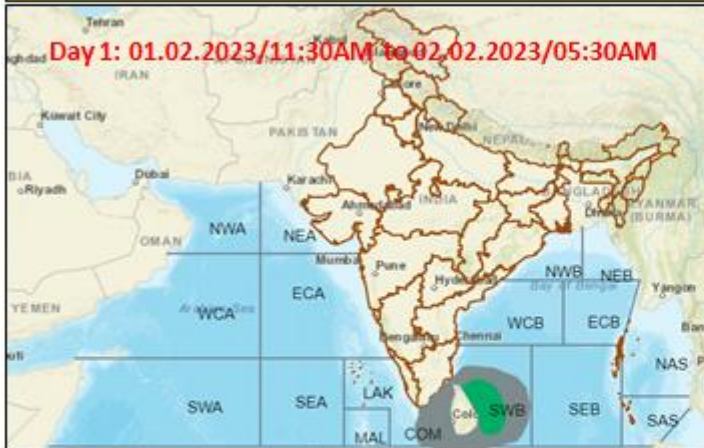 Tehran
Day 1: 01.02.2023/11:30AM to 02.02.2023/05:30AM
IRAN
Kuwait City
PAKISTAN
New Delhi
NEPAL
Dubai
Riyadh
Karachi
Ahmedabad
INDIA
OMAN
MYANMAR
(BURMA)
NWA
NEA
Mumbai
Pune
Hyderabad
NWB
NEB
Bay of Bengal
Yangon
YEMEN
ECA
Arabian Sea
WCA
WCB
ECB
Chennai
NAS
LAK
SWA
SEA
SWB
SEB
SAS
COM
MAL